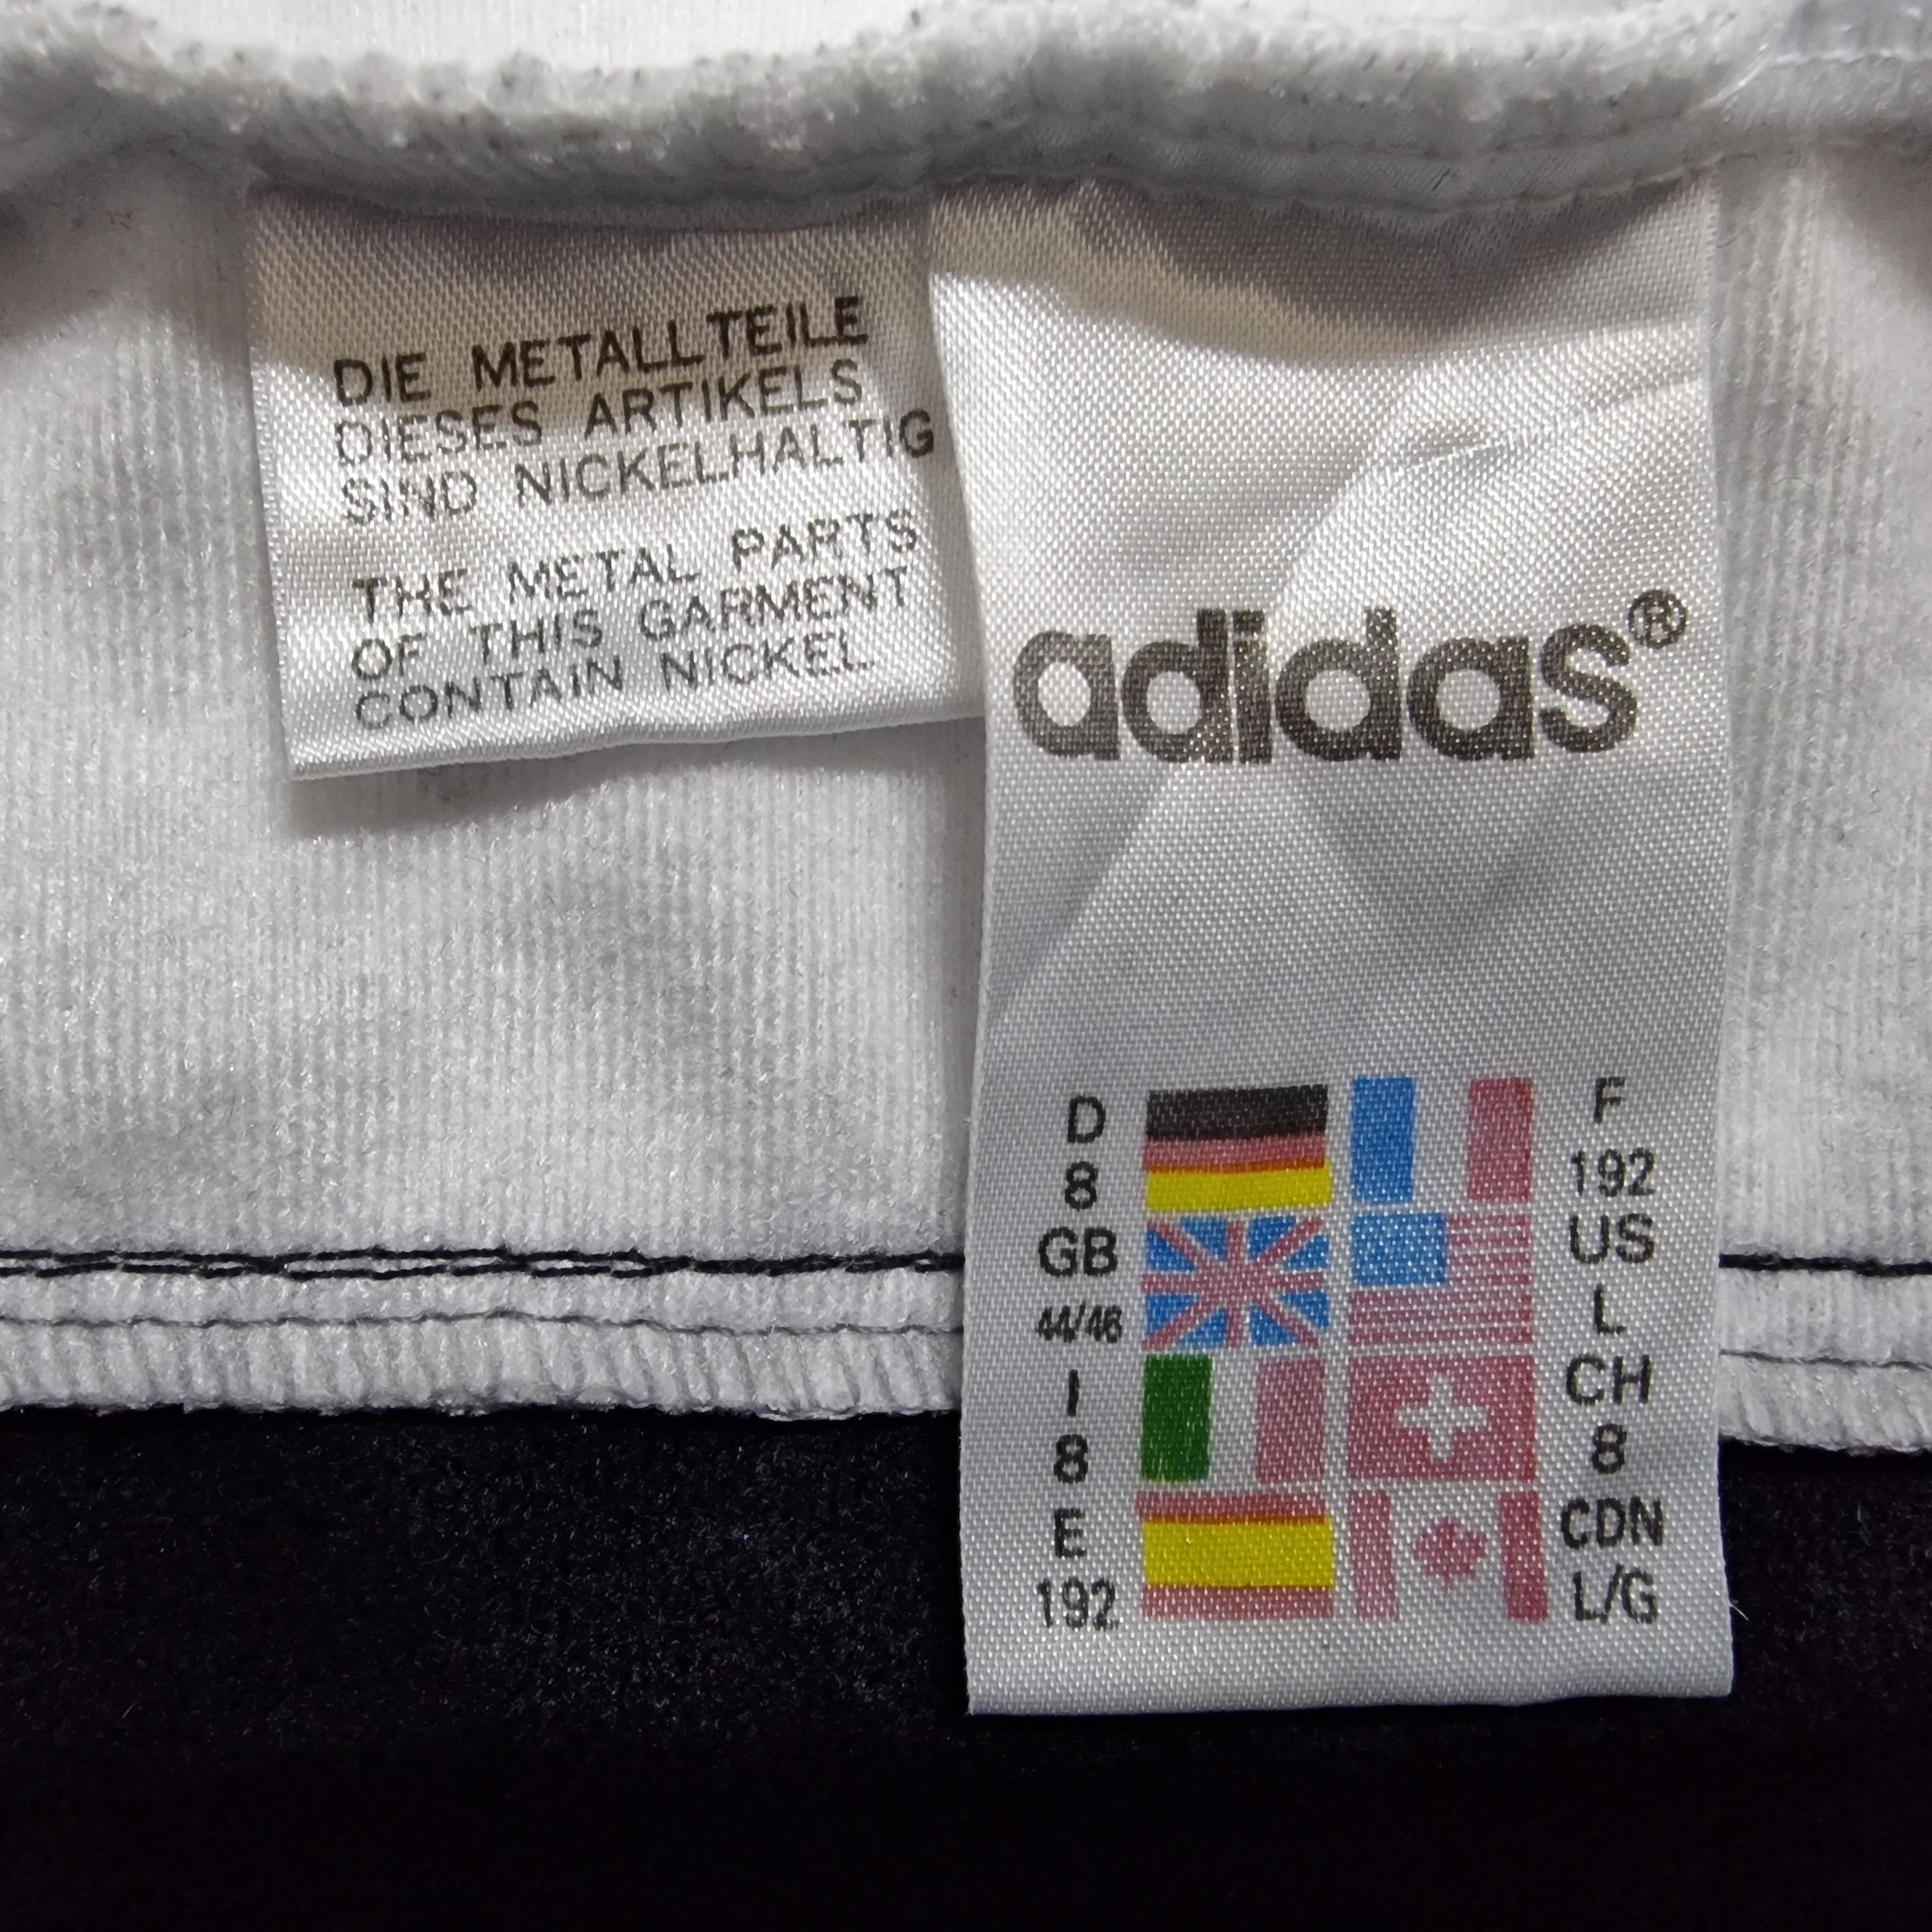 DIE METALLTEILE
DIESES ARTIKELS
SIND NICKELHALTIG
THE METAL PARTS
OF THIS GARMENT
CONTAIN NICKEL
adidas®
D F
8 192
GB US
44/46 L
I CH
8 8
E CDN
192 L/G